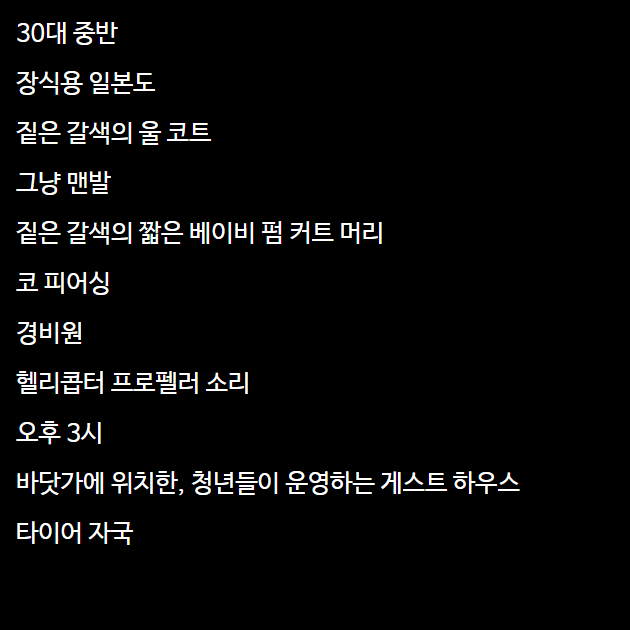 30대 중반
장식용 일본도
짙은 갈색의 울 코트
그냥 맨발
짙은 갈색의 짧은 베이비 펌 커트 머리
코 피어싱
경비원
헬리콥터 프로펠러 소리
오후 3시
바닷가에 위치한, 청년들이 운영하는 게스트 하우스
타이어 자국